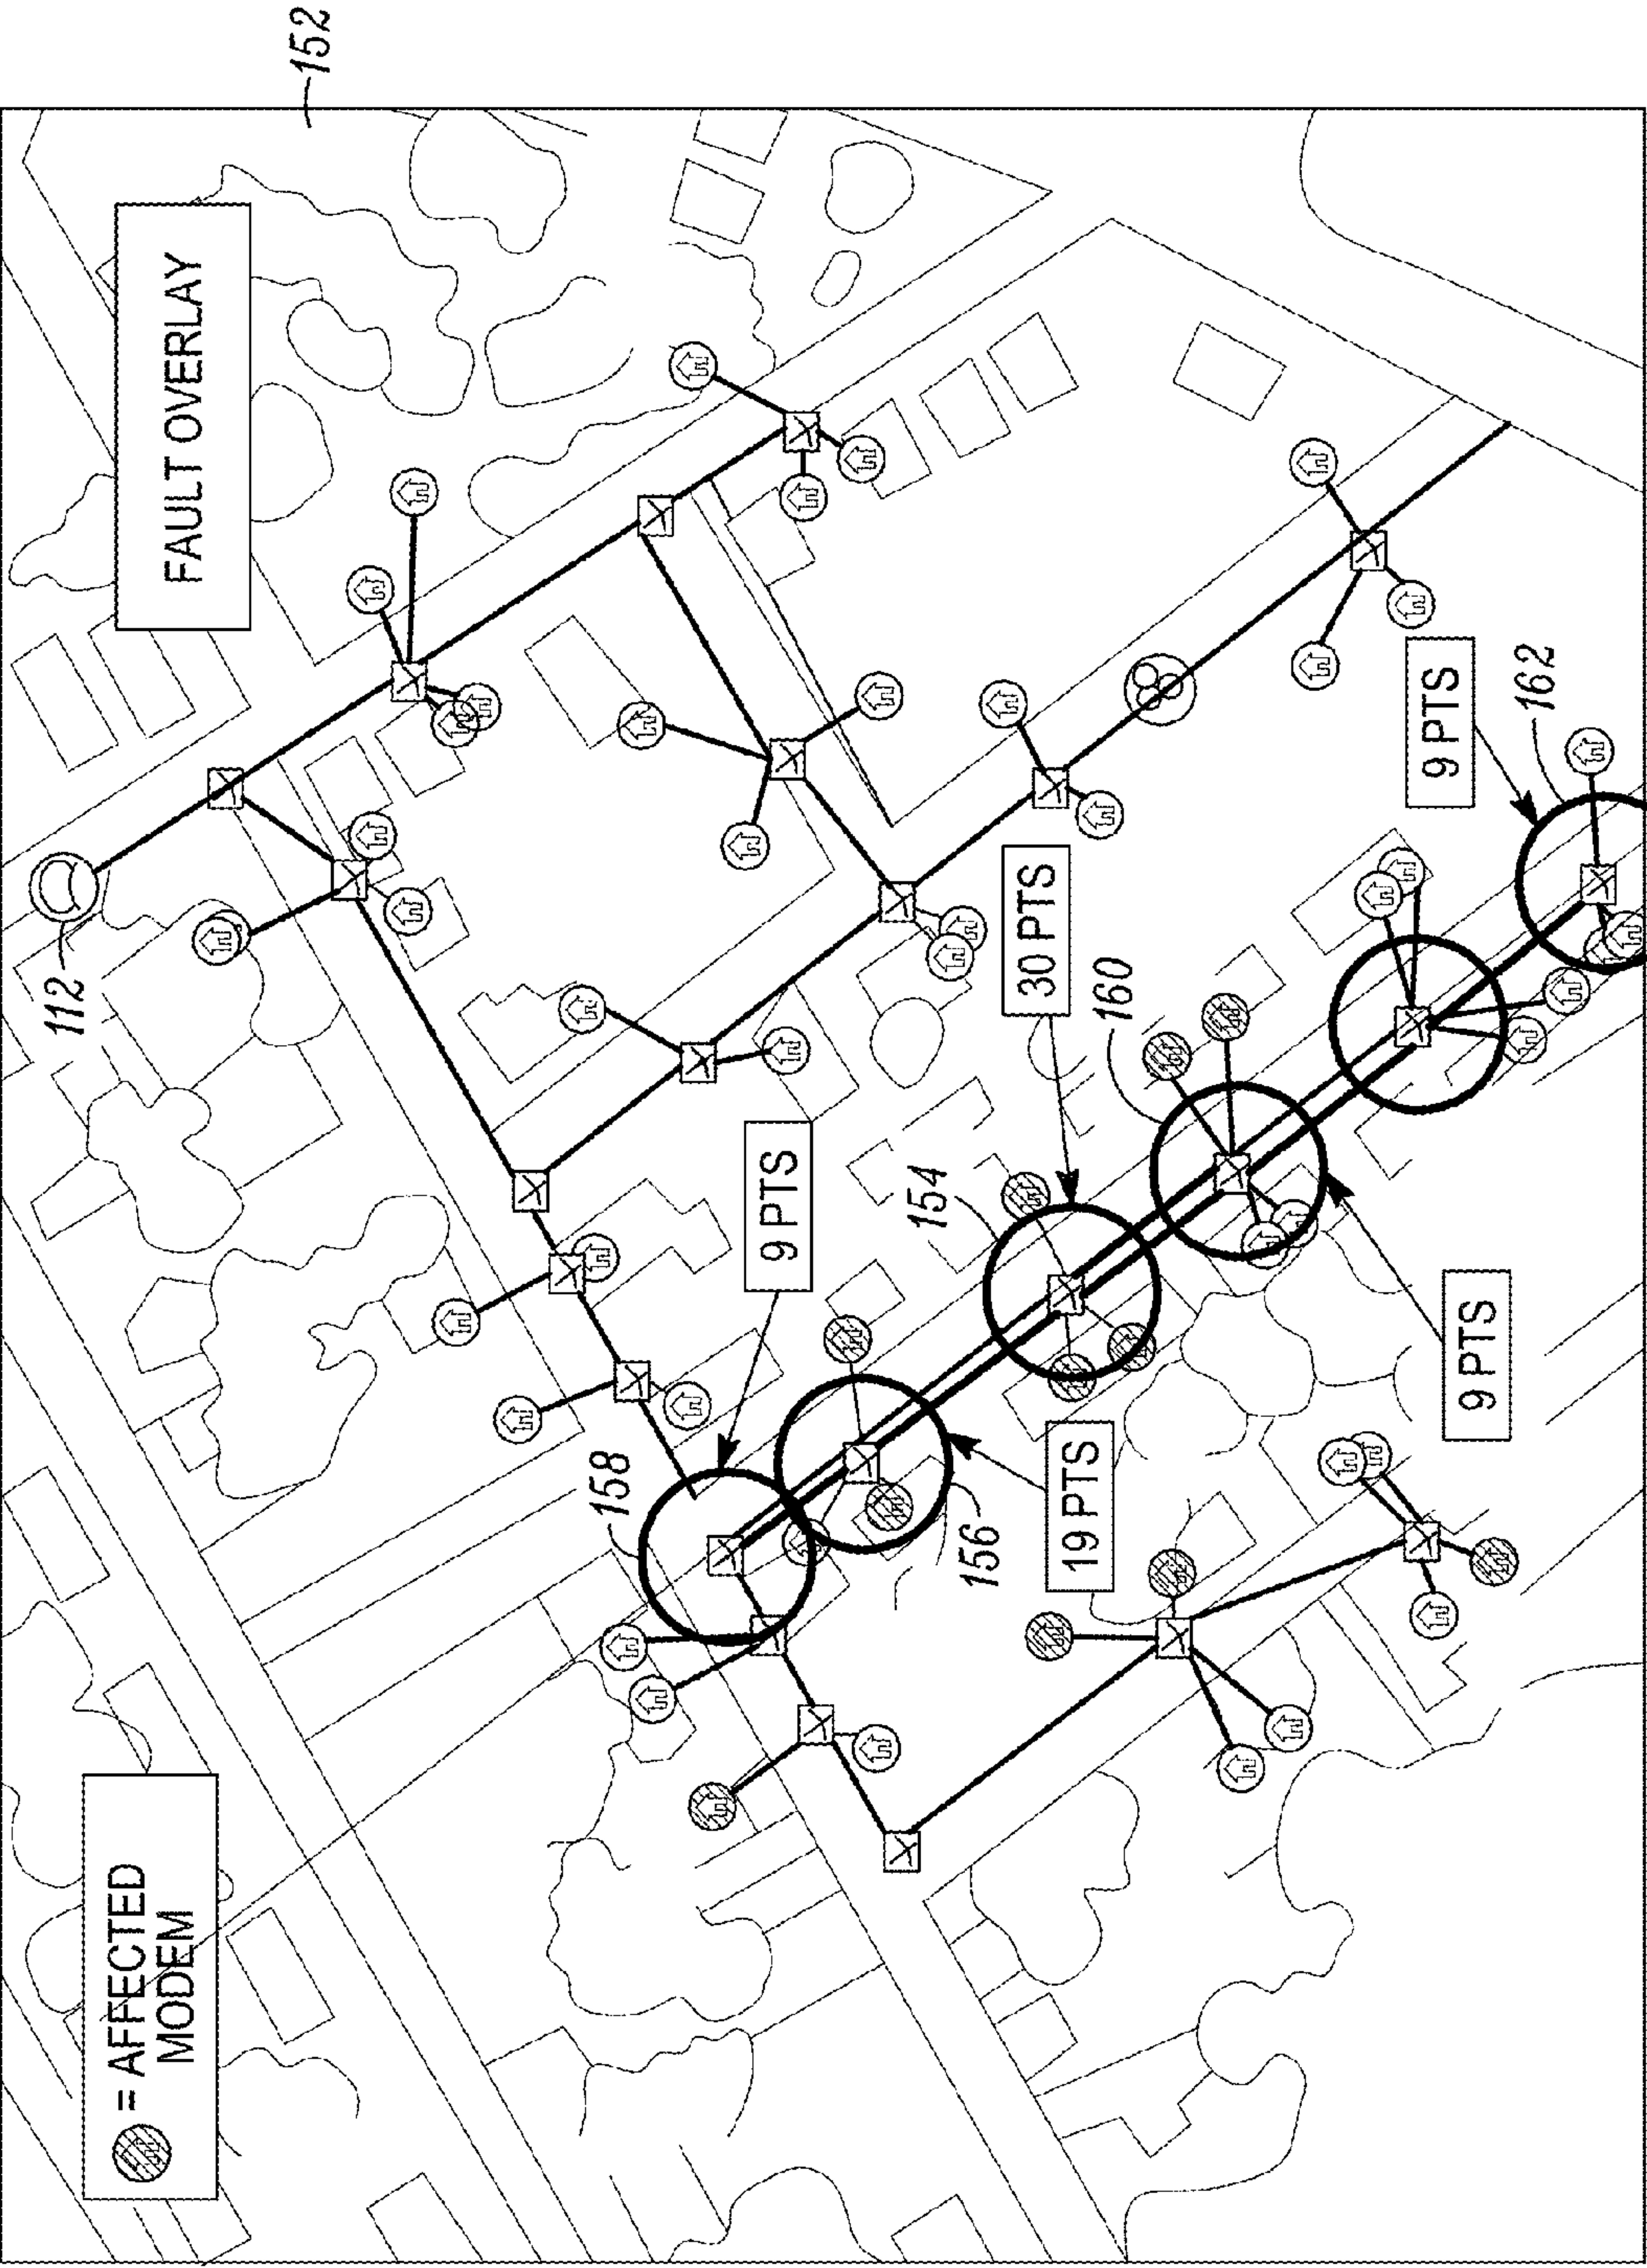 = AFFECTED
MODEM
FAULT OVERLAY
152
112
158
9 PTS
154
30 PTS
160
9 PTS
162
156
19 PTS
9 PTS